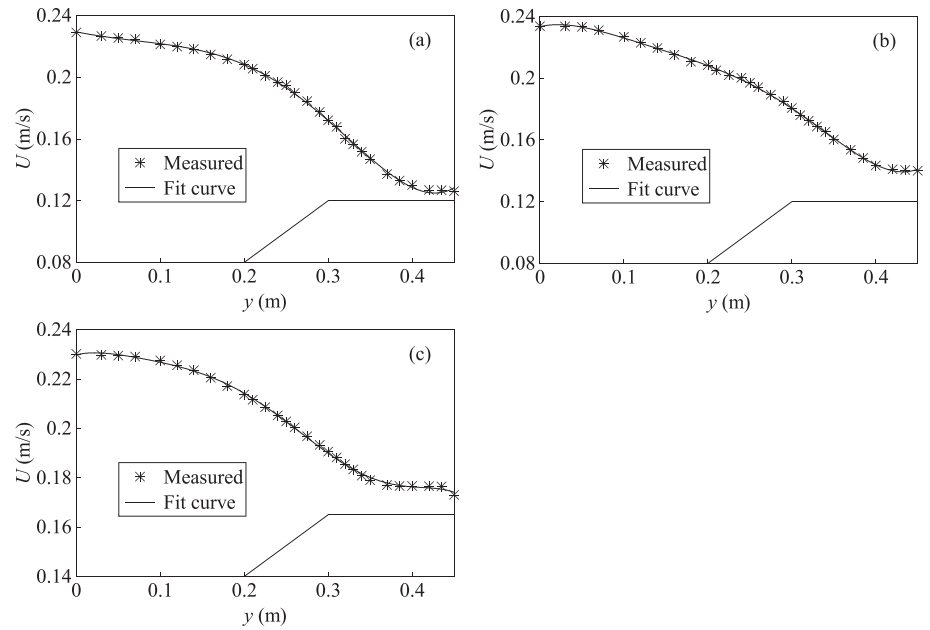 0.24
(a)
0.2
U (m/s)
0.16
Measured
Fit curve
0.12
0.08
0 0.1 0.2 0.3 0.4
y (m)
0.24
(b)
0.2
U (m/s)
0.16
Measured
Fit curve
0.12
0.08
0 0.1 0.2 0.3 0.4
y (m)
0.24
(c)
0.22
0.2
U (m/s)
0.18
Measured
Fit curve
0.16
0.14
0 0.1 0.2 0.3 0.4
y (m)